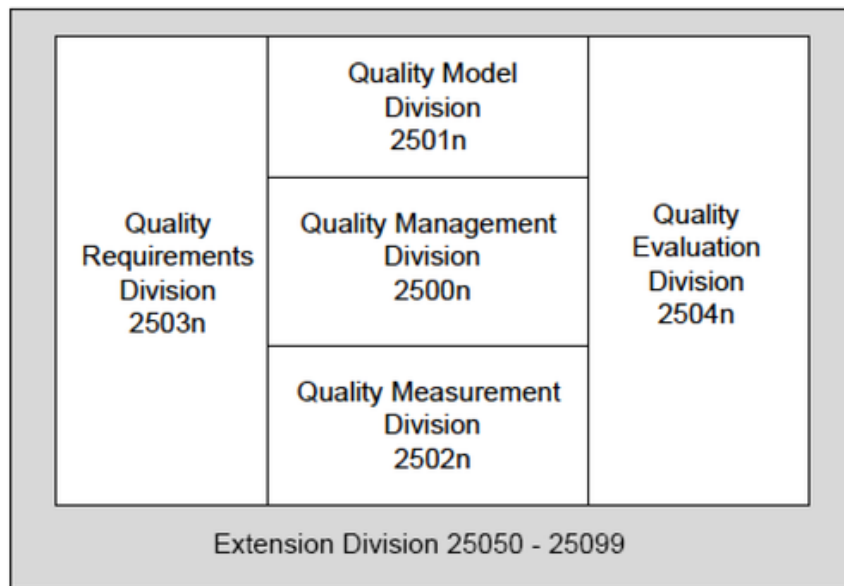 Quality Model
Division
2501n
Quality
Requirements
Division
2503n
Quality Management
Division
2500n
Quality
Evaluation
Division
2504n
Quality Measurement
Division
2502n
Extension Division 25050 - 25099